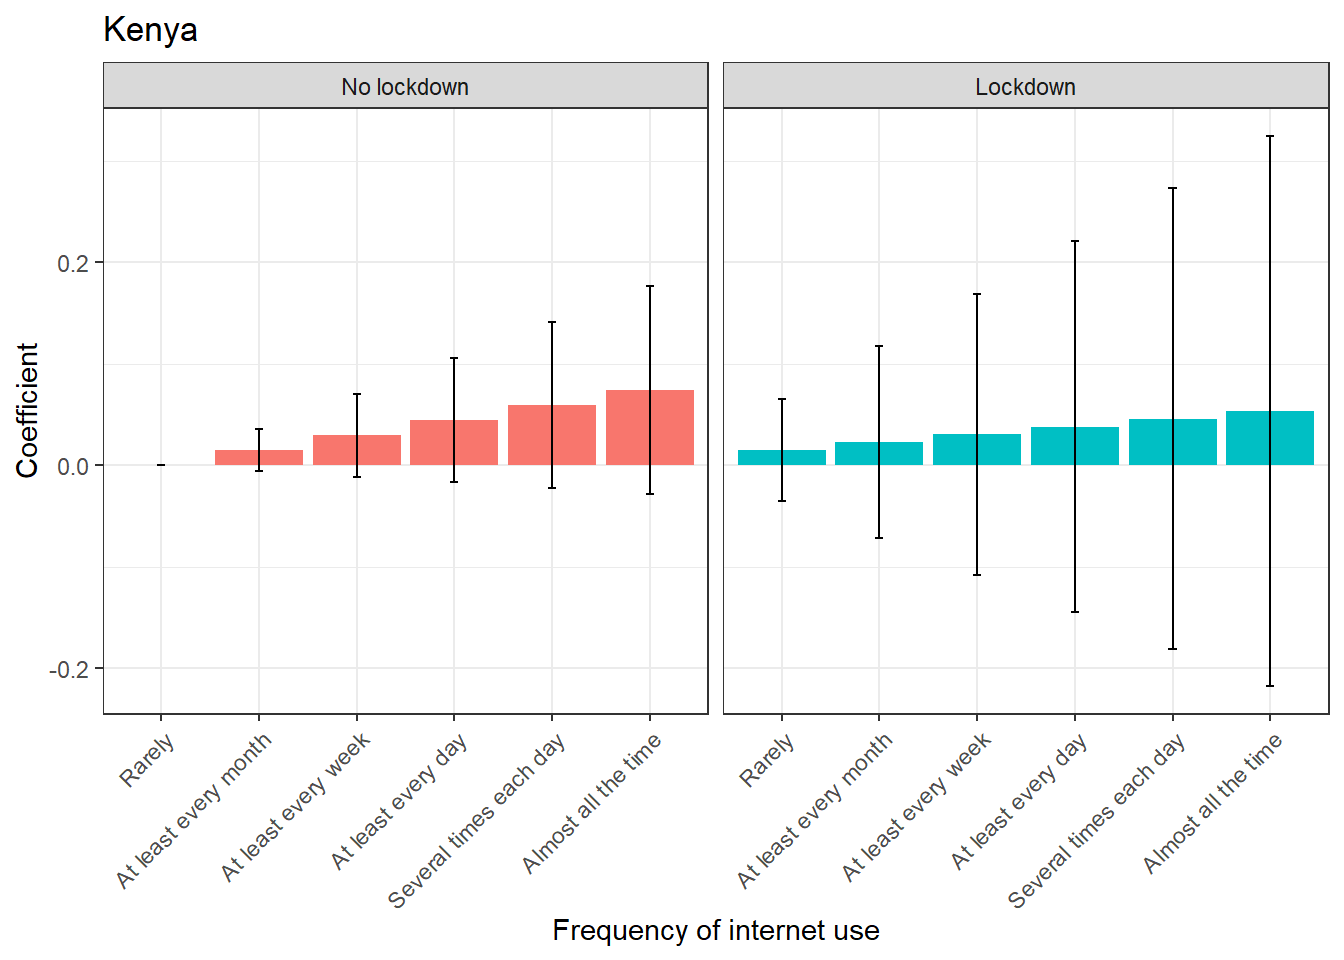 Kenya
No lockdown
Lockdown
Coefficient
0.2
0.0
-0.2
Rarely
At least every month
At least every week
At least every day
Several times each day
Almost all the time
Rarely
At least every month
At least every week
At least every day
Several times each day
Almost all the time
Frequency of internet use